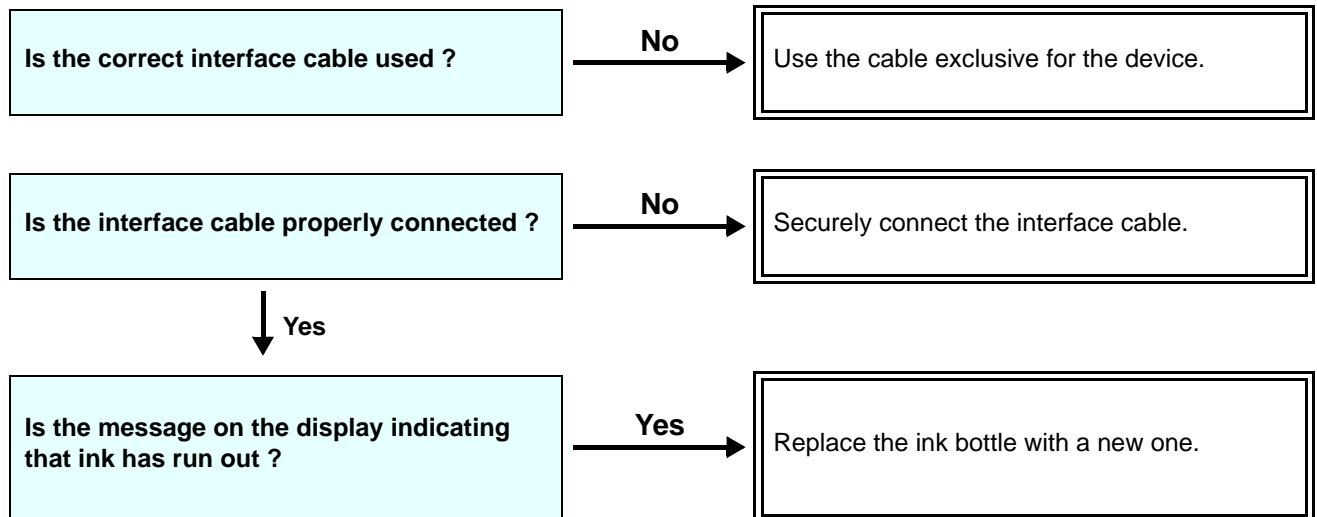 Is the correct interface cable used ?
No
Use the cable exclusive for the device.
Is the interface cable properly connected ?
No
Securely connect the interface cable.
Yes
Is the message on the display indicating
that ink has run out ?
Yes
Replace the ink bottle with a new one.